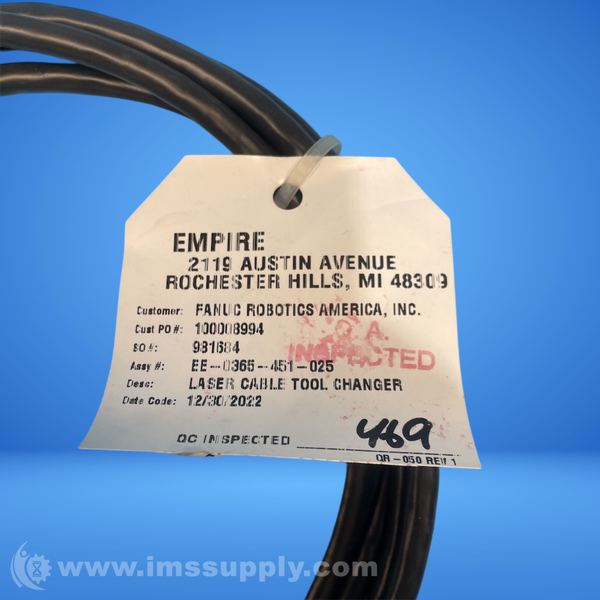 EMPIRE
2119 AUSTIN AVENUE
ROCHESTER HILLS, MI 48309
Customer: FANUC ROBOTICS AMERICA, INC.
Cust PO #: 100008994
SO #: 981684
Q.A.
INSPECTED
Assy #: EE-0365-451-025
Desc: LASER CABLE TOOL CHANGER
Date Code: 12/30/2022
QC INSPECTED 469
QR-050 REV 1
www.imssupply.com